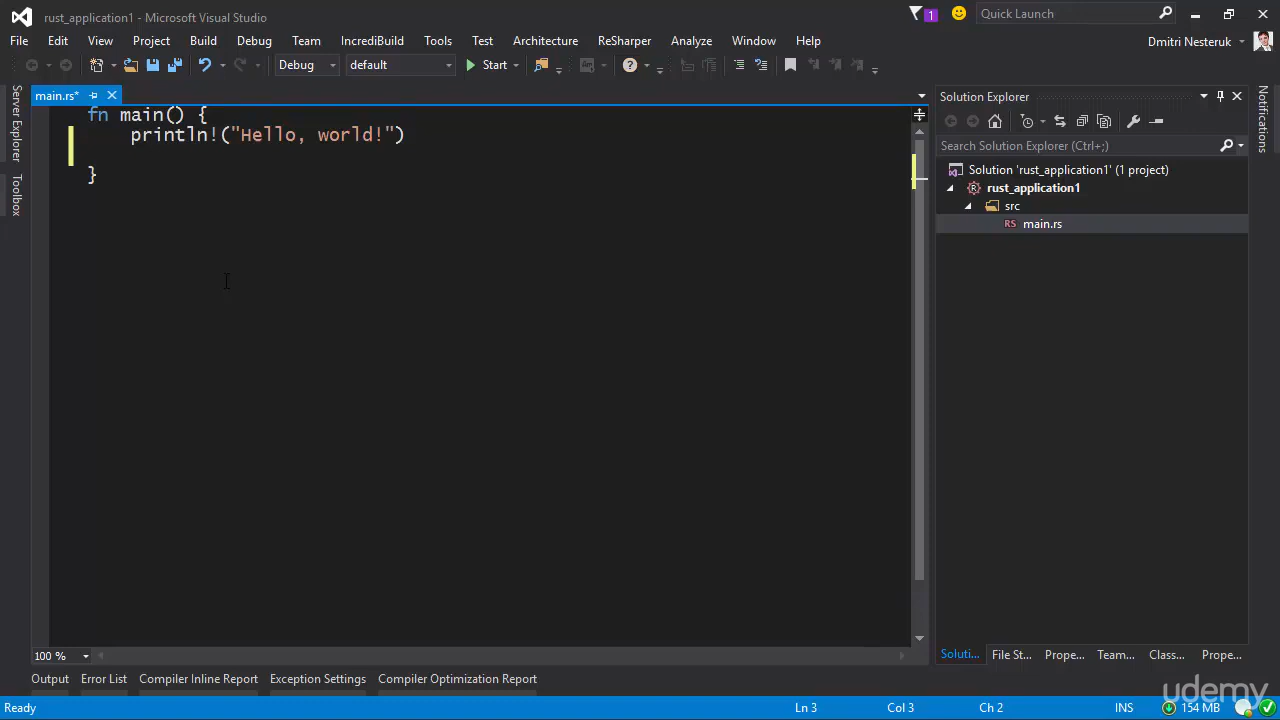 rust_application1 - Microsoft Visual Studio
1
Quick Launch
File Edit View Project Build Debug Team IncrediBuild Tools Test Architecture ReSharper Analyze Window Help
Dmitri Nesteruk
Debug default Start
Server Explorer
Toolbox
main.rs*
fn main() {
println!("Hello, world!")
}
100 %
Solution Explorer
Search Solution Explorer (Ctrl+;)
Solution 'rust_application1' (1 project)
rust_application1
src
RS main.rs
Soluti... File St... Prope... Team... Class... Prope...
Notifications
Output Error List Compiler Inline Report Exception Settings Compiler Optimization Report
Ready Ln 3 Col 3 Ch 2 INS 154 MB
udemy